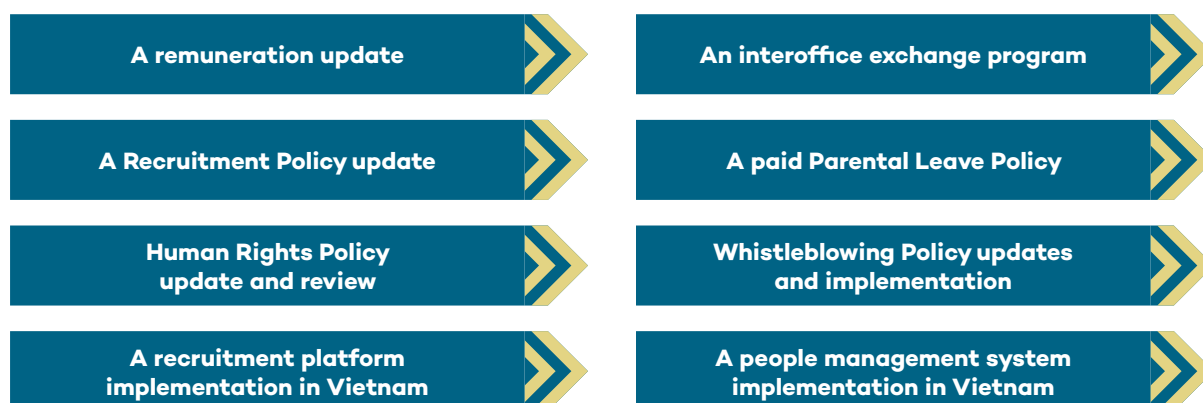 A remuneration update
An interoffice exchange program
A Recruitment Policy update
A paid Parental Leave Policy
Human Rights Policy
update and review
Whistleblowing Policy updates
and implementation
A recruitment platform
implementation in Vietnam
A people management system
implementation in Vietnam